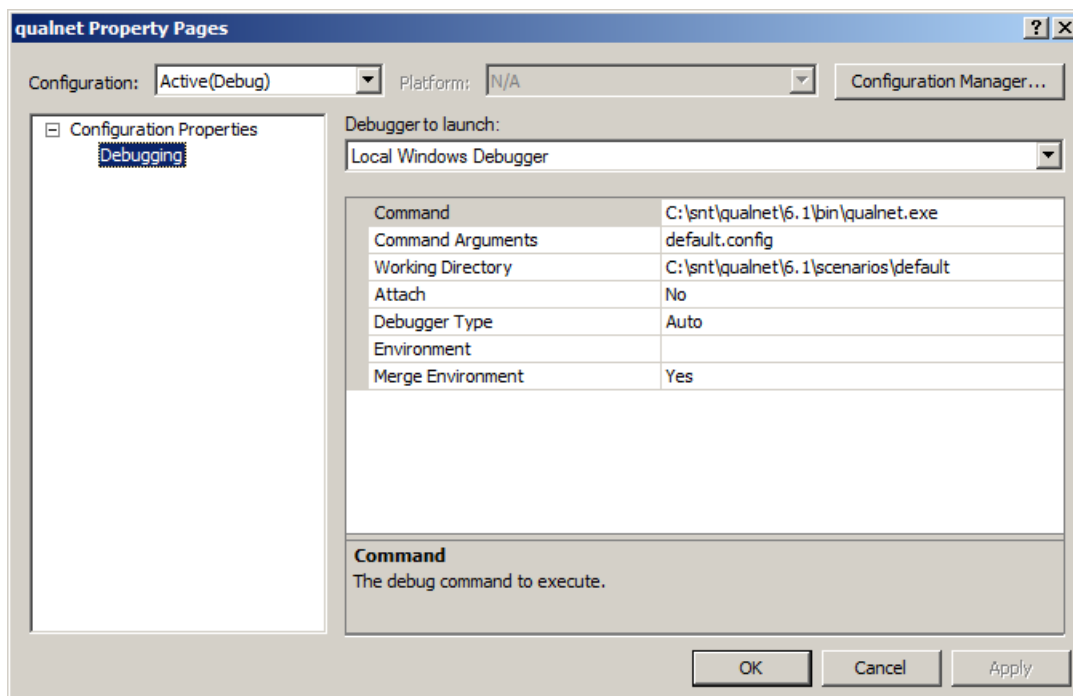 qualnet Property Pages
Configuration: Active(Debug) Platform: N/A Configuration Manager...
Configuration Properties
Debugging
Debugger to launch:
Local Windows Debugger
Command C:\snt\qualnet\6.1\bin\qualnet.exe
Command Arguments default.config
Working Directory C:\snt\qualnet\6.1\scenarios\default
Attach No
Debugger Type Auto
Environment
Merge Environment Yes
Command
The debug command to execute.
OK Cancel Apply